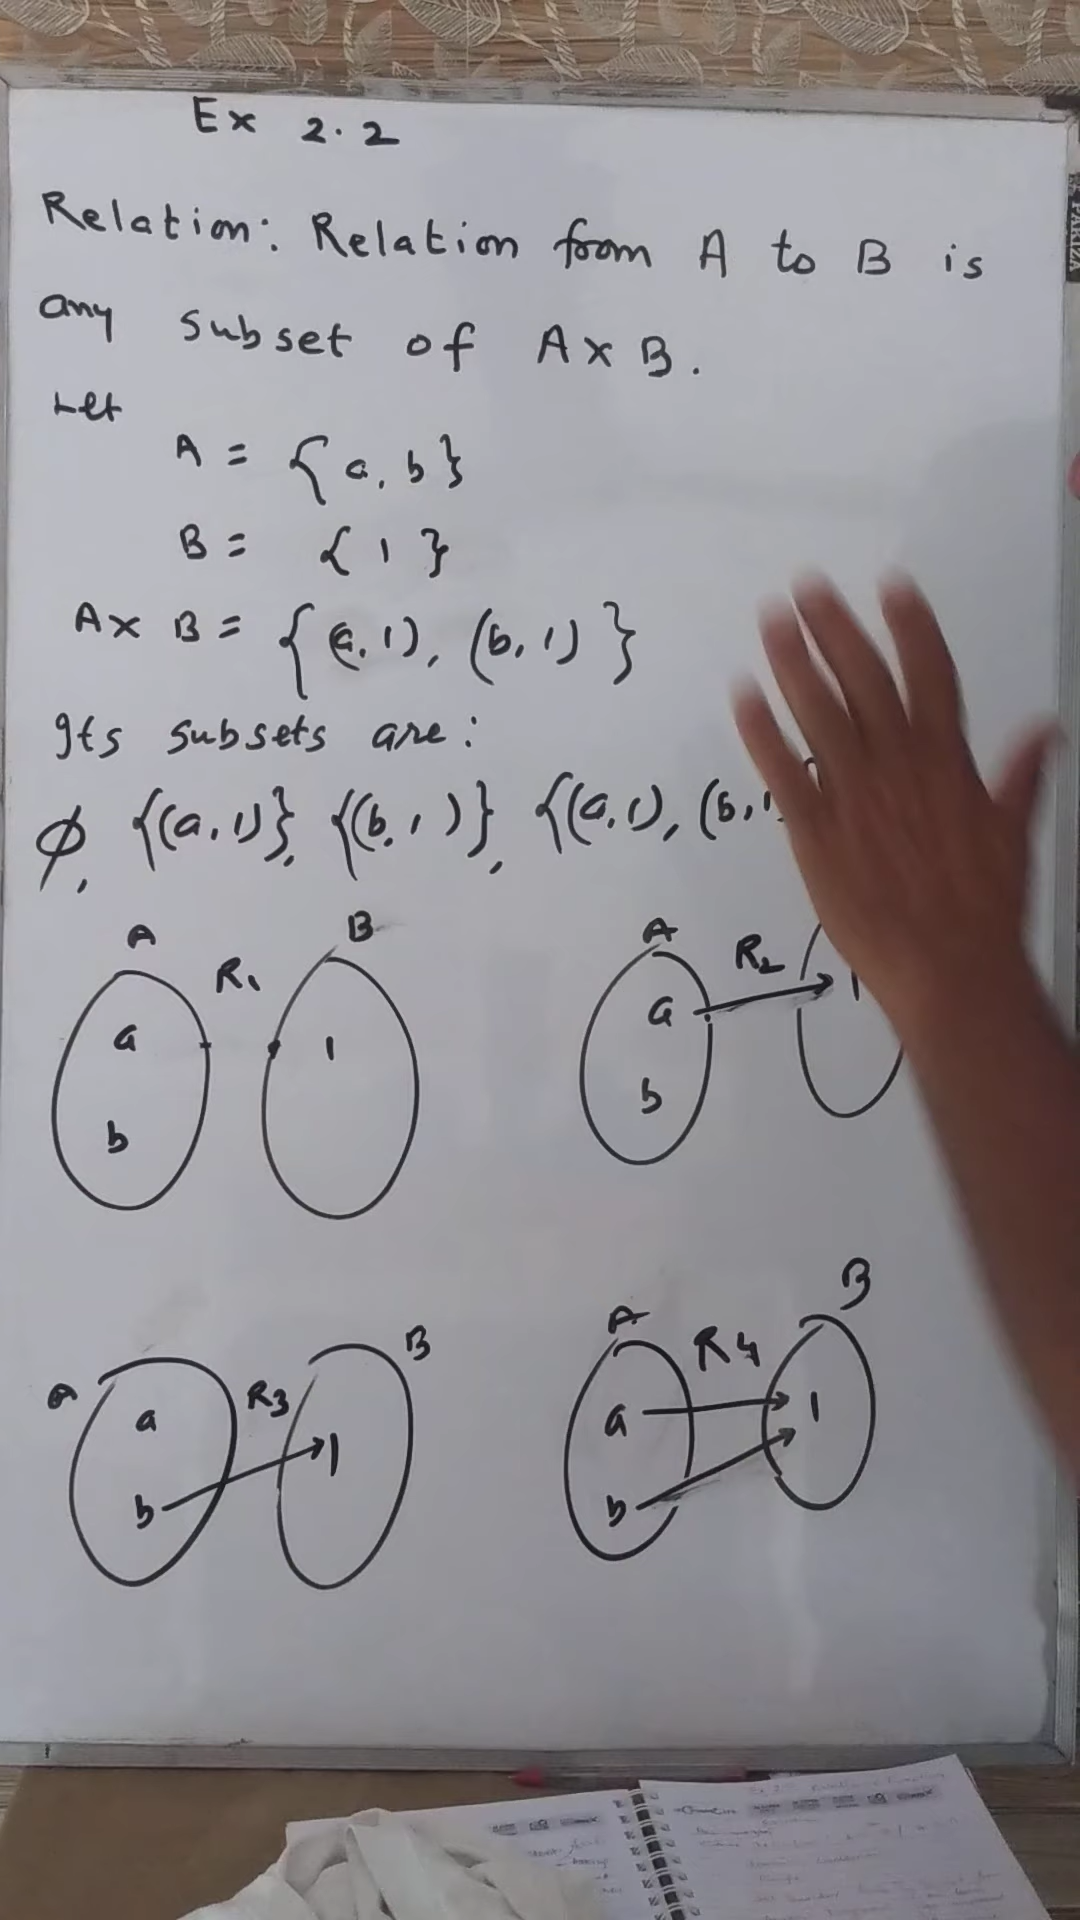 Ex 2.2
Relation: Relation from A to B is
any subset of A x B.
Let
A = {a, b}
B = {1}
A x B = {(a, 1), (b, 1)}
Its subsets are:
ϕ, {(a, 1)}, {(b, 1)}, {(a, 1), (b, 1
A R1 B
a 1
b
A R2
a 1
b
A R3 B
a
b 1
A R4 B
a 1
b